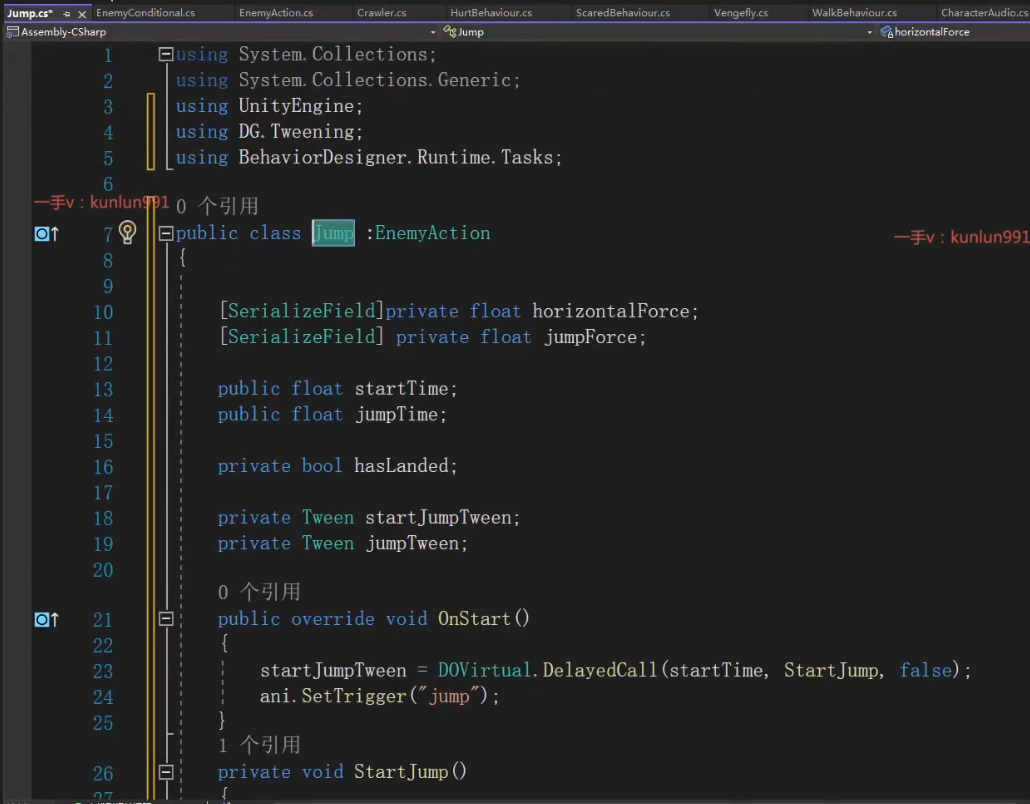 Jump.cs* EnemyConditional.cs EnemyAction.cs Crawler.cs HurtBehaviour.cs ScaredBehaviour.cs Vengefly.cs WalkBehaviour.cs CharacterAudio.cs
Assembly-CSharp Jump horizontalForce
1 using System.Collections;
2 using System.Collections.Generic;
3 using UnityEngine;
4 using DG.Tweening;
5 using BehaviorDesigner.Runtime.Tasks;
6
一手v：kunlun991
0 个引用
7 public class Jump :EnemyAction
一手v：kunlun991
8 {
9
10 [SerializeField]private float horizontalForce;
11 [SerializeField] private float jumpForce;
12
13 public float startTime;
14 public float jumpTime;
15
16 private bool hasLanded;
17
18 private Tween startJumpTween;
19 private Tween jumpTween;
20
0 个引用
21 public override void OnStart()
22 {
23 startJumpTween = DOVirtual.DelayedCall(startTime, StartJump, false);
24 ani.SetTrigger("jump");
25 }
1 个引用
26 private void StartJump()
27 {